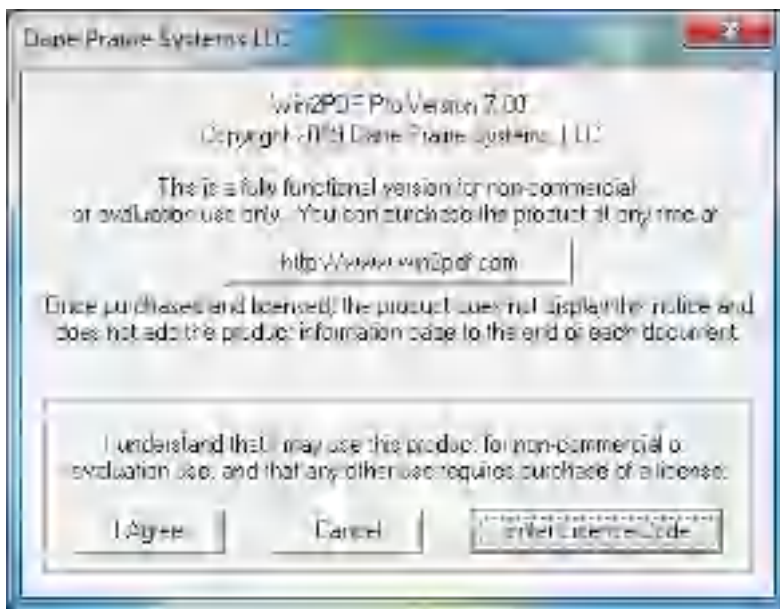 Dane Prairie Systems LLC
Win2PDF Pro Version 7.00
Copyright Dane Prairie Systems, LLC
This is a fully functional version for non-commercial
or evaluation use only. You can purchase the product at any time at
http://www.win2pdf.com
Once purchased and licensed, the product does not display this notice and
does not add the product information page to the end of each document.
I understand that I may use this product for non-commercial or
evaluation use, and that any other use requires purchase of a license.
I Agree
Cancel
Enter License Code